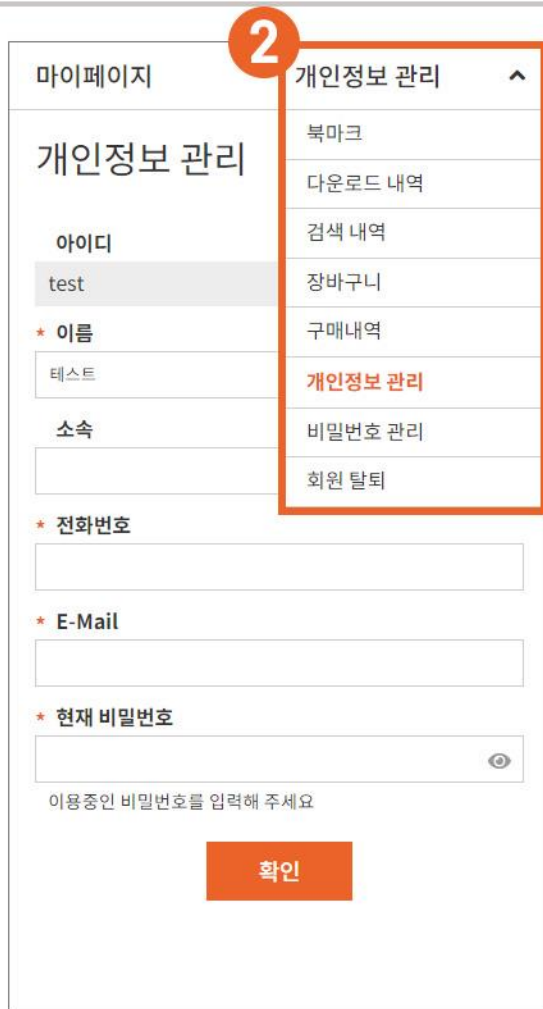 2
마이페이지
개인정보 관리
북마크
다운로드 내역
검색 내역
장바구니
구매내역
개인정보 관리
비밀번호 관리
회원 탈퇴
개인정보 관리
아이디
test
* 이름
테스트
소속
* 전화번호
* E-Mail
* 현재 비밀번호
이용중인 비밀번호를 입력해 주세요
확인